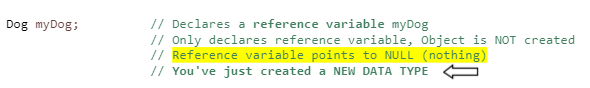 Dog myDog; // Declares a reference variable myDog
// Only declares reference variable, Object is NOT created
// Reference variable points to NULL (nothing)
// You've just created a NEW DATA TYPE